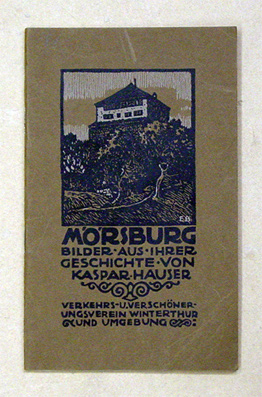 E.B.
MÖRSBURG
BILDER·AUS·IHRER
GESCHICHTE·VON
KASPAR·HAUSER
VERKEHRS-U.VERSCHÖNER-
UNGSVEREIN WINTERTHUR
UND UMGEBUNG